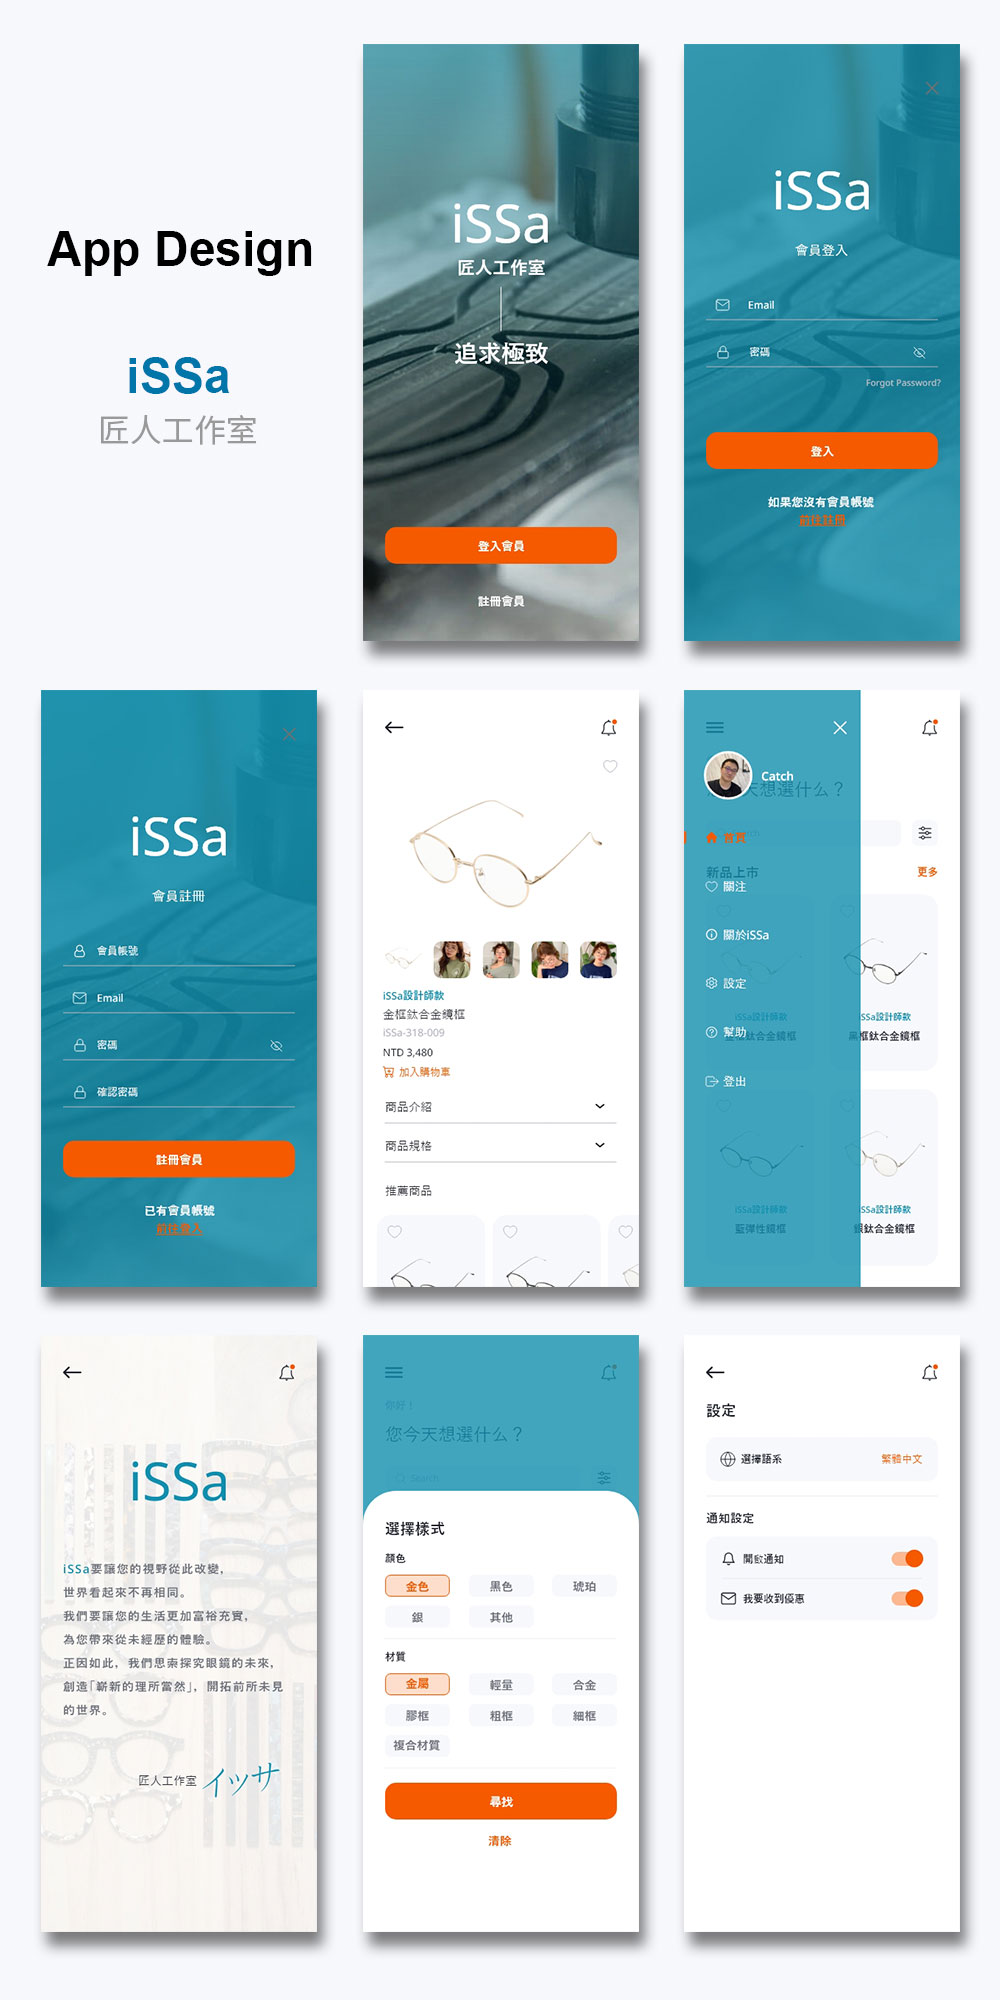 App Design
iSSa
匠人工作室
iSSa
匠人工作室
追求極致
登入會員
註冊會員
iSSa
會員登入
Email
密碼
Forgot Password?
登入
如果您沒有會員帳號
前往註冊
iSSa
會員註冊
會員帳號
Email
密碼
確認密碼
註冊會員
已有會員帳號
前往登入
iSSa設計師款
金框鈦合金鏡框
iSSa-318-009
NTD 3,480
加入購物車
商品介紹
商品規格
推薦商品
Catch
天想選什么？
首頁
新品上市
更多
關注
關於iSSa
設定
iSSa設計師款
iSSa設計師款
幫助
框鈦合金鏡框
黑框鈦合金鏡框
登出
iSSa設計師款
iSSa設計師款
藍彈性鏡框
銀鈦合金鏡框
iSSa
iSSa要讓您的視野從此改變，
世界看起來不再相同。
我們要讓您的生活更加富裕充實，
為您帶來從未經歷的體驗。
正因如此，我們思索探究眼鏡的未來，
創造「嶄新的理所當然」，開拓前所未見
的世界。
匠人工作室 イッサ
你好！
您今天想選什么？
Search
選擇樣式
顏色
金色 黑色 琥珀
銀 其他
材質
金屬 輕量 合金
膠框 粗框 細框
複合材質
尋找
清除
設定
選擇語系 繁體中文
通知設定
開啟通知
我要收到優惠